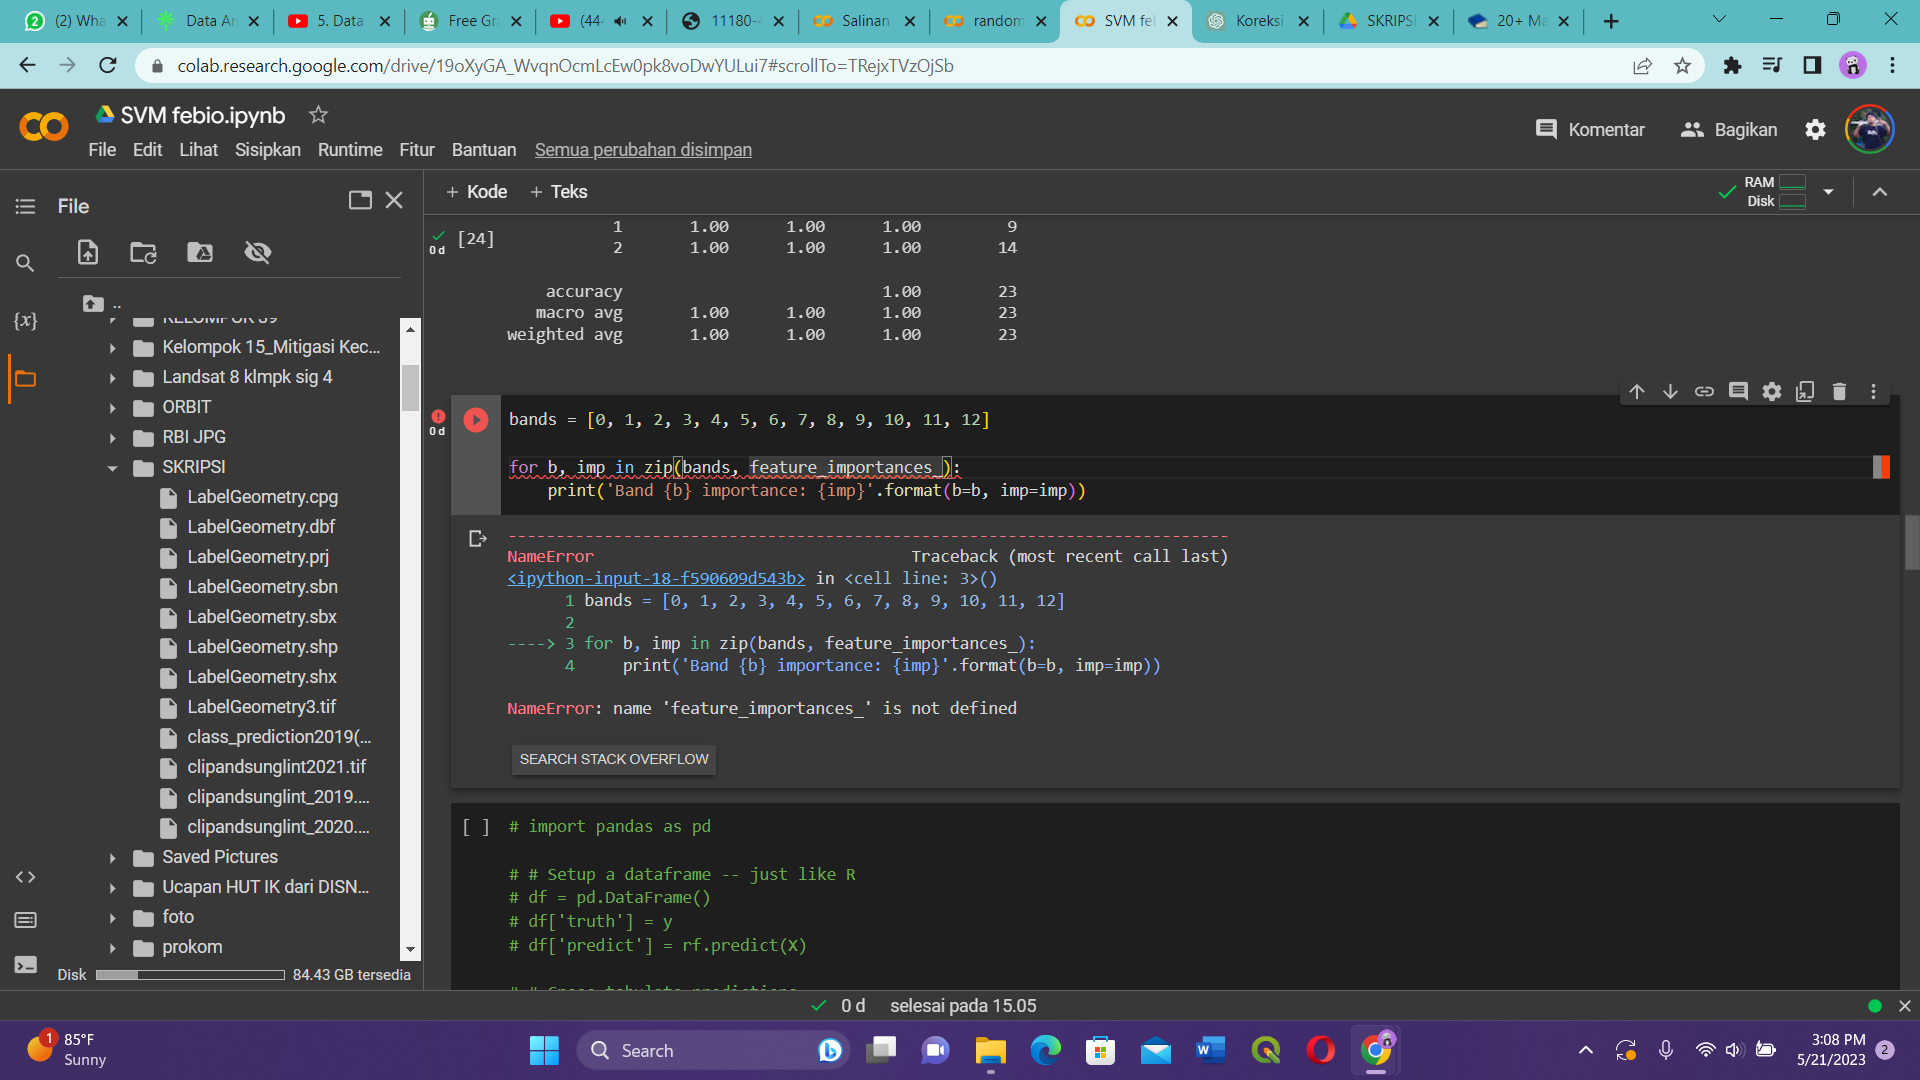 (2) Wha
Data An
5. Data
Free Gr
(44
11180-
Salinan
random
SVM fe
Koreksi
SKRIPSI
20+ Ma
colab.research.google.com/drive/19oXyGA_WvqnOcmLcEw0pk8voDwYULui7#scrollTo=TRejxTVzOjSb
SVM febio.ipynb
File Edit Lihat Sisipkan Runtime Fitur Bantuan Semua perubahan disimpan
Komentar
Bagikan
File
+ Kode + Teks
RAM
Disk
..
Kelompok 15_Mitigasi Kec...
Landsat 8 klmpk sig 4
ORBIT
RBI JPG
SKRIPSI
LabelGeometry.cpg
LabelGeometry.dbf
LabelGeometry.prj
LabelGeometry.sbn
LabelGeometry.sbx
LabelGeometry.shp
LabelGeometry.shx
LabelGeometry3.tif
class_prediction2019(...
clipandsunglint2021.tif
clipandsunglint_2019....
clipandsunglint_2020....
Saved Pictures
Ucapan HUT IK dari DISN...
foto
prokom
Disk 84.43 GB tersedia
0 d [24]
1 1.00 1.00 1.00 9
2 1.00 1.00 1.00 14
accuracy 1.00 23
macro avg 1.00 1.00 1.00 23
weighted avg 1.00 1.00 1.00 23
0 d
bands = [0, 1, 2, 3, 4, 5, 6, 7, 8, 9, 10, 11, 12]
for b, imp in zip(bands, feature_importances_):
print('Band {b} importance: {imp}'.format(b=b, imp=imp))
---------------------------------------------------------------------------
NameError Traceback (most recent call last)
<ipython-input-18-f590609d543b> in <cell line: 3>()
1 bands = [0, 1, 2, 3, 4, 5, 6, 7, 8, 9, 10, 11, 12]
2
----> 3 for b, imp in zip(bands, feature_importances_):
4 print('Band {b} importance: {imp}'.format(b=b, imp=imp))
NameError: name 'feature_importances_' is not defined
SEARCH STACK OVERFLOW
[ ] # import pandas as pd
# # Setup a dataframe -- just like R
# df = pd.DataFrame()
# df['truth'] = y
# df['predict'] = rf.predict(X)
0 d selesai pada 15.05
1
85°F
Sunny
Search
3:08 PM
5/21/2023
2